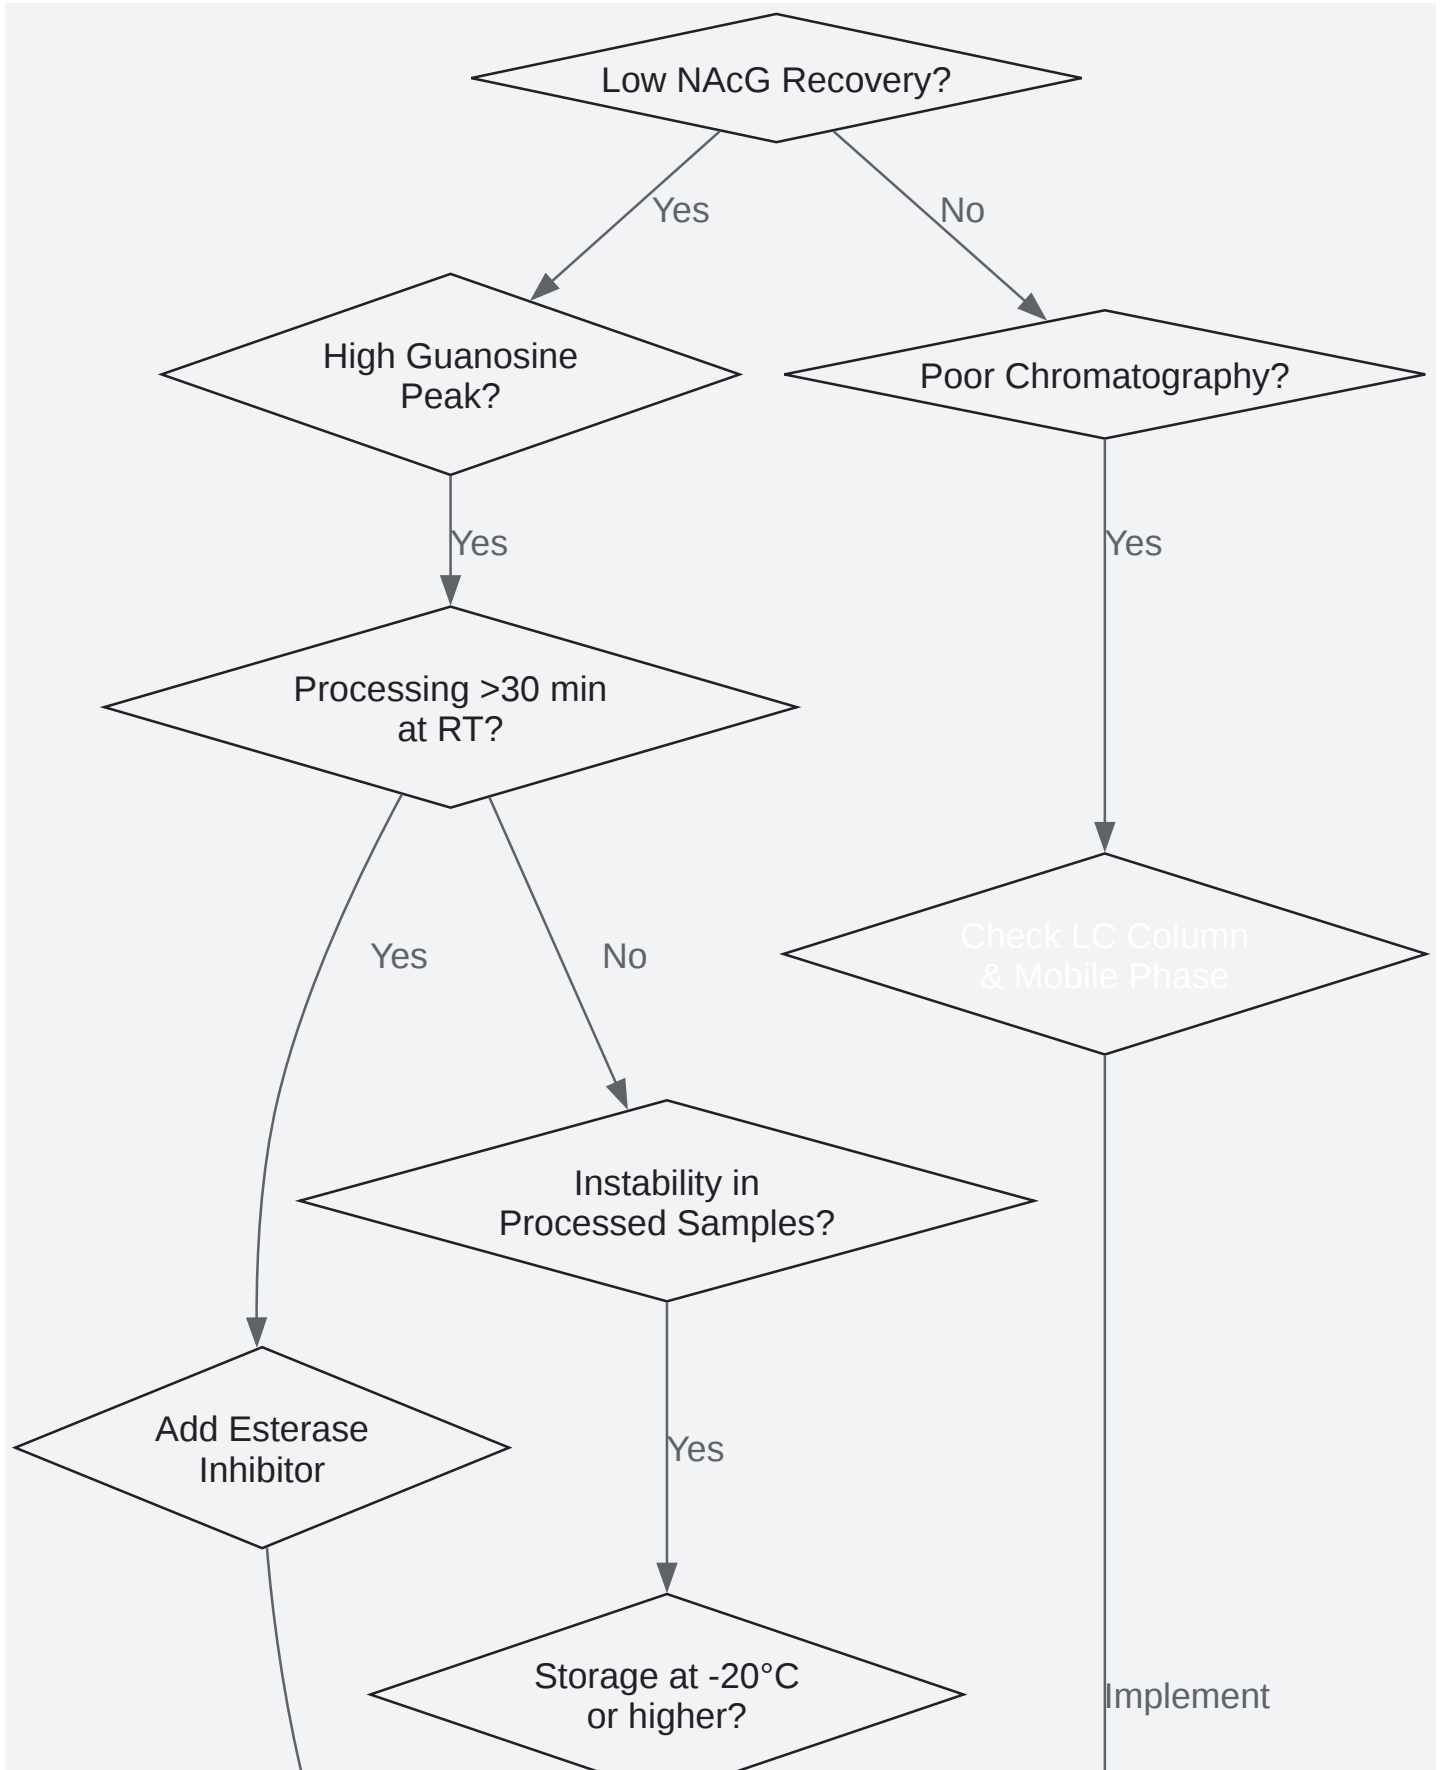 Low NAcG Recovery?
Yes
No
High Guanosine
Peak?
Poor Chromatography?
Yes
Yes
Processing >30 min
at RT?
Yes
No
Check LC Column
& Mobile Phase
Instability in
Processed Samples?
Add Esterase
Inhibitor
Yes
Storage at -20°C
or higher?
Implement